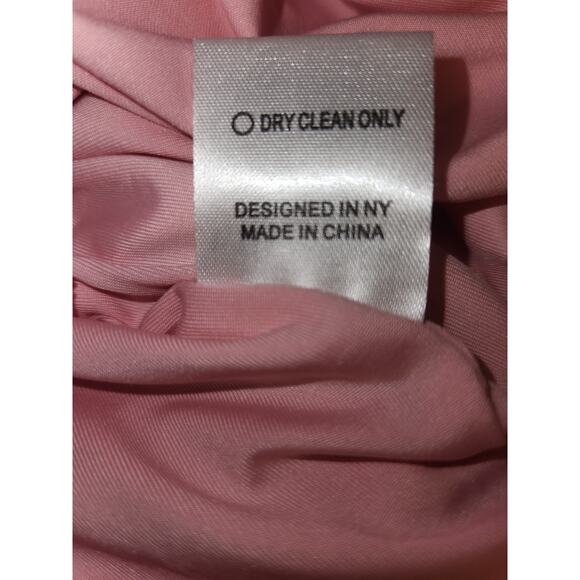 DRY CLEAN ONLY
DESIGNED IN NY
MADE IN CHINA